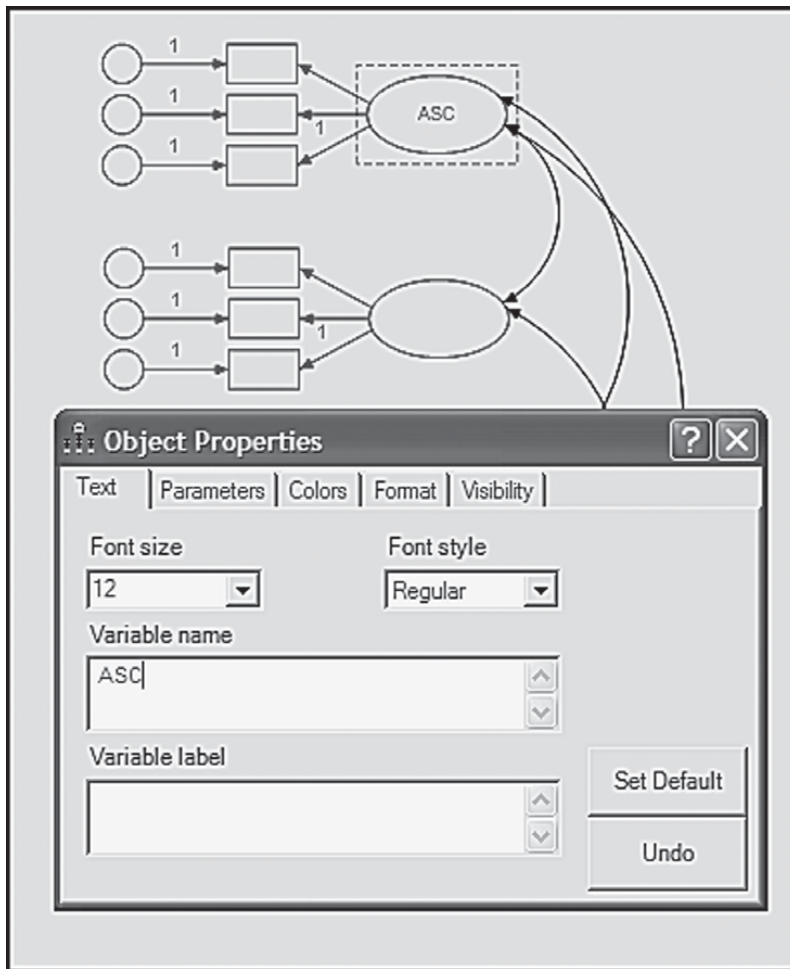 1
ASC
1
1
1
1
1
1
1
Object Properties
Text Parameters Colors Format Visibility
Font size Font style
12 Regular
Variable name
ASC
Variable label
Set Default
Undo